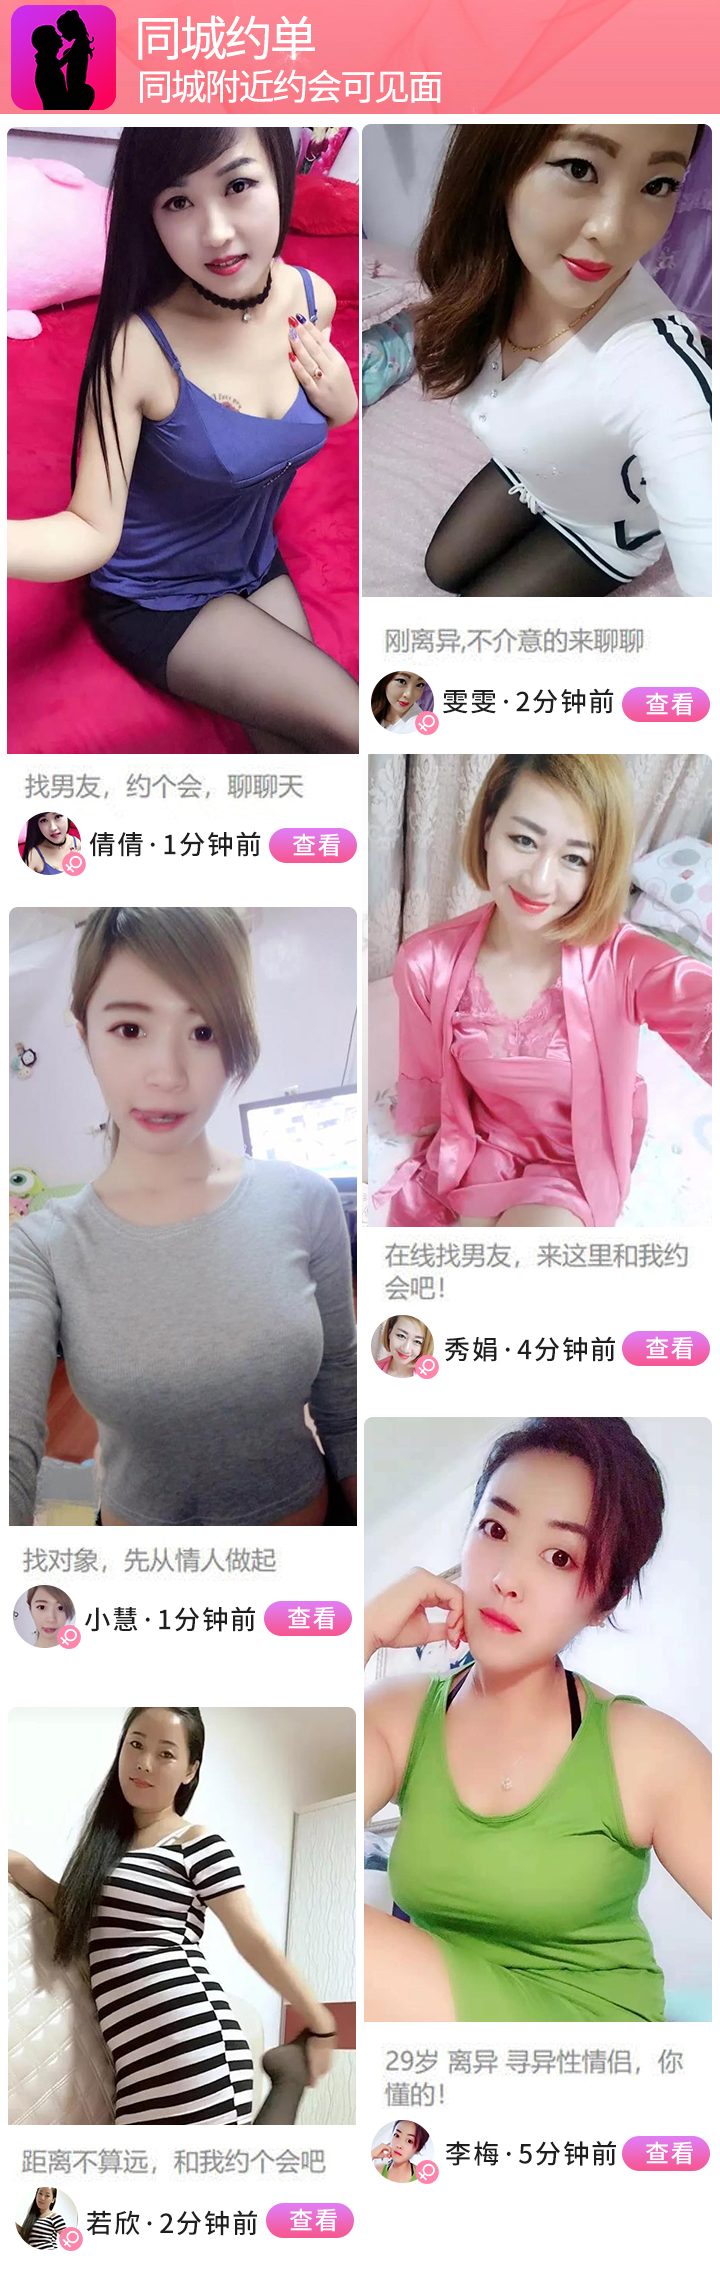 同城约单
同城附近约会可见面
刚离异,不介意的来聊聊
雯雯·2分钟前
查看
找男友，约个会，聊聊天
倩倩·1分钟前
查看
在线找男友，来这里和我约
会吧！
秀娟·4分钟前
查看
找对象，先从情人做起
小慧·1分钟前
查看
29岁 离异 寻异性情侣，你
懂的！
李梅·5分钟前
查看
距离不算远，和我约个会吧
若欣·2分钟前
查看